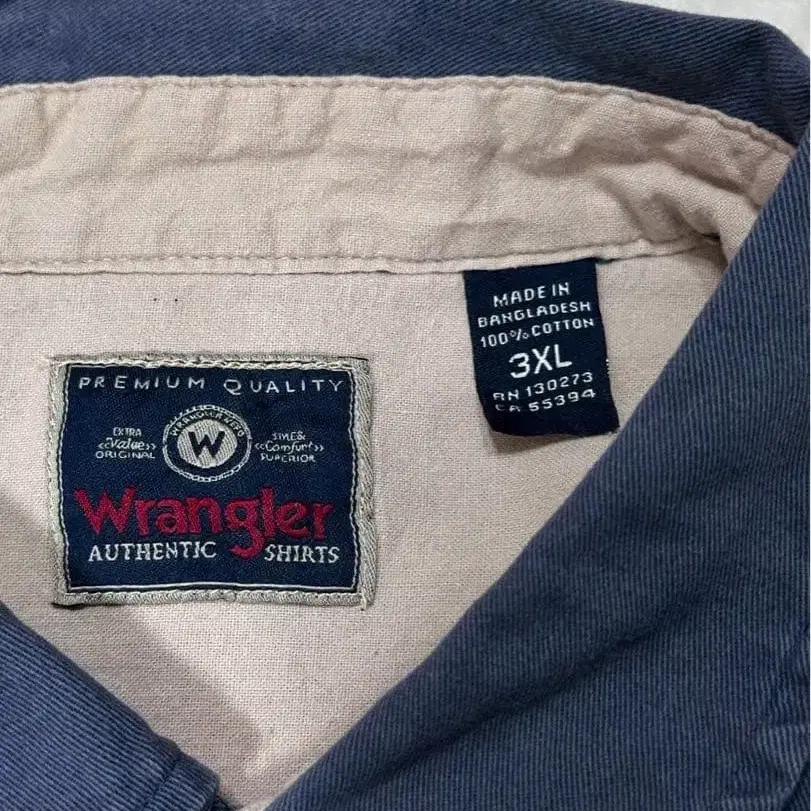 MADE IN
BANGLADESH
100% COTTON
3XL
RN 130273
CA 55394
PREMIUM QUALITY
EXTRA
«Value»
ORIGINAL
W
STYLE &
«Comfort»
SUPERIOR
Wrangler
AUTHENTIC SHIRTS